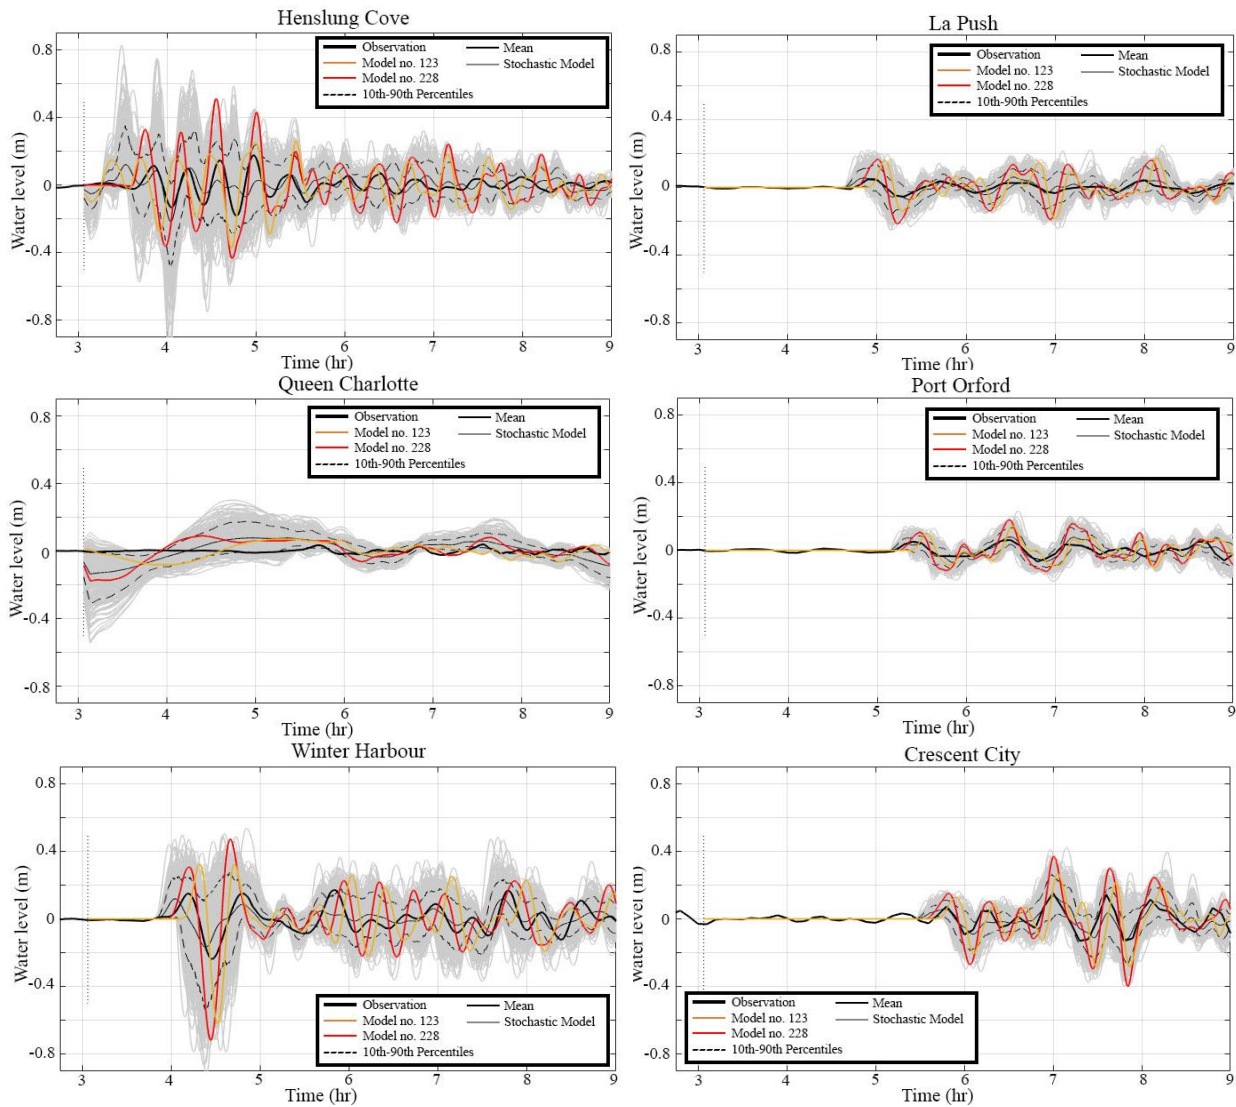 Henslung Cove
Observation Mean
Model no. 123 Stochastic Model
Model no. 228
10th-90th Percentiles
Water level (m)
0.8
0.4
0
-0.4
-0.8
3 4 5 6 7 8 9
Time (hr)
La Push
Observation Mean
Model no. 123 Stochastic Model
Model no. 228
10th-90th Percentiles
Water level (m)
0.8
0.4
0
-0.4
-0.8
3 4 5 6 7 8 9
Time (hr)
Queen Charlotte
Observation Mean
Model no. 123 Stochastic Model
Model no. 228
10th-90th Percentiles
Water level (m)
0.8
0.4
0
-0.4
-0.8
3 4 5 6 7 8 9
Time (hr)
Port Orford
Observation Mean
Model no. 123 Stochastic Model
Model no. 228
10th-90th Percentiles
Water level (m)
0.8
0.4
0
-0.4
-0.8
3 4 5 6 7 8 9
Time (hr)
Winter Harbour
Observation Mean
Model no. 123 Stochastic Model
Model no. 228
10th-90th Percentiles
Water level (m)
0.8
0.4
0
-0.4
-0.8
3 4 5 6 7 8 9
Time (hr)
Crescent City
Observation Mean
Model no. 123 Stochastic Model
Model no. 228
10th-90th Percentiles
Water level (m)
0.8
0.4
0
-0.4
-0.8
3 4 5 6 7 8 9
Time (hr)